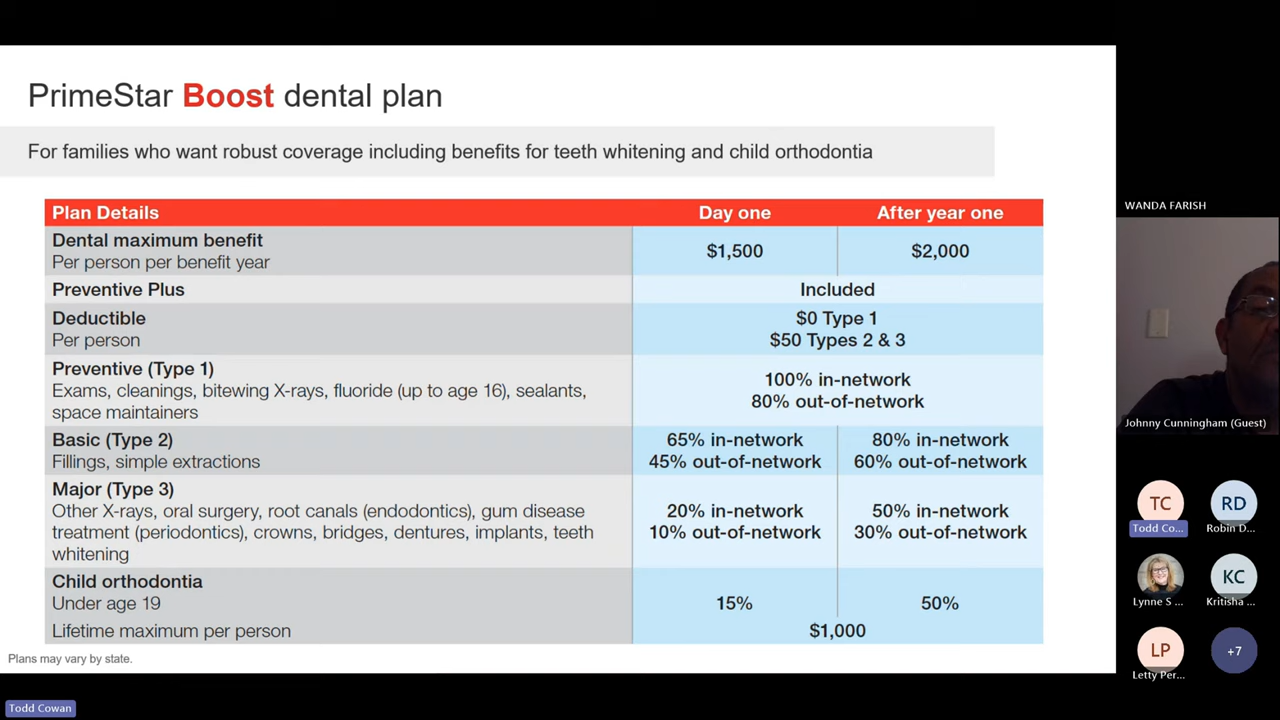 PrimeStar Boost dental plan
For families who want robust coverage including benefits for teeth whitening and child orthodontia
Plan Details Day one After year one
Dental maximum benefit
Per person per benefit year
$1,500 $2,000
Preventive Plus Included
Deductible
Per person
$0 Type 1
$50 Types 2 & 3
Preventive (Type 1)
Exams, cleanings, bitewing X-rays, fluoride (up to age 16), sealants,
space maintainers
100% in-network
80% out-of-network
Basic (Type 2)
Fillings, simple extractions
65% in-network 80% in-network
45% out-of-network 60% out-of-network
Major (Type 3)
Other X-rays, oral surgery, root canals (endodontics), gum disease
treatment (periodontics), crowns, bridges, dentures, implants, teeth
whitening
20% in-network 50% in-network
10% out-of-network 30% out-of-network
Child orthodontia
Under age 19 15% 50%
Lifetime maximum per person $1,000
Plans may vary by state.
Todd Cowan
WANDA FARISH
Johnny Cunningham (Guest)
TC RD
Todd Co... Robin D...
KC
Lynne S ... Kritisha ...
LP +7
Letty Per...